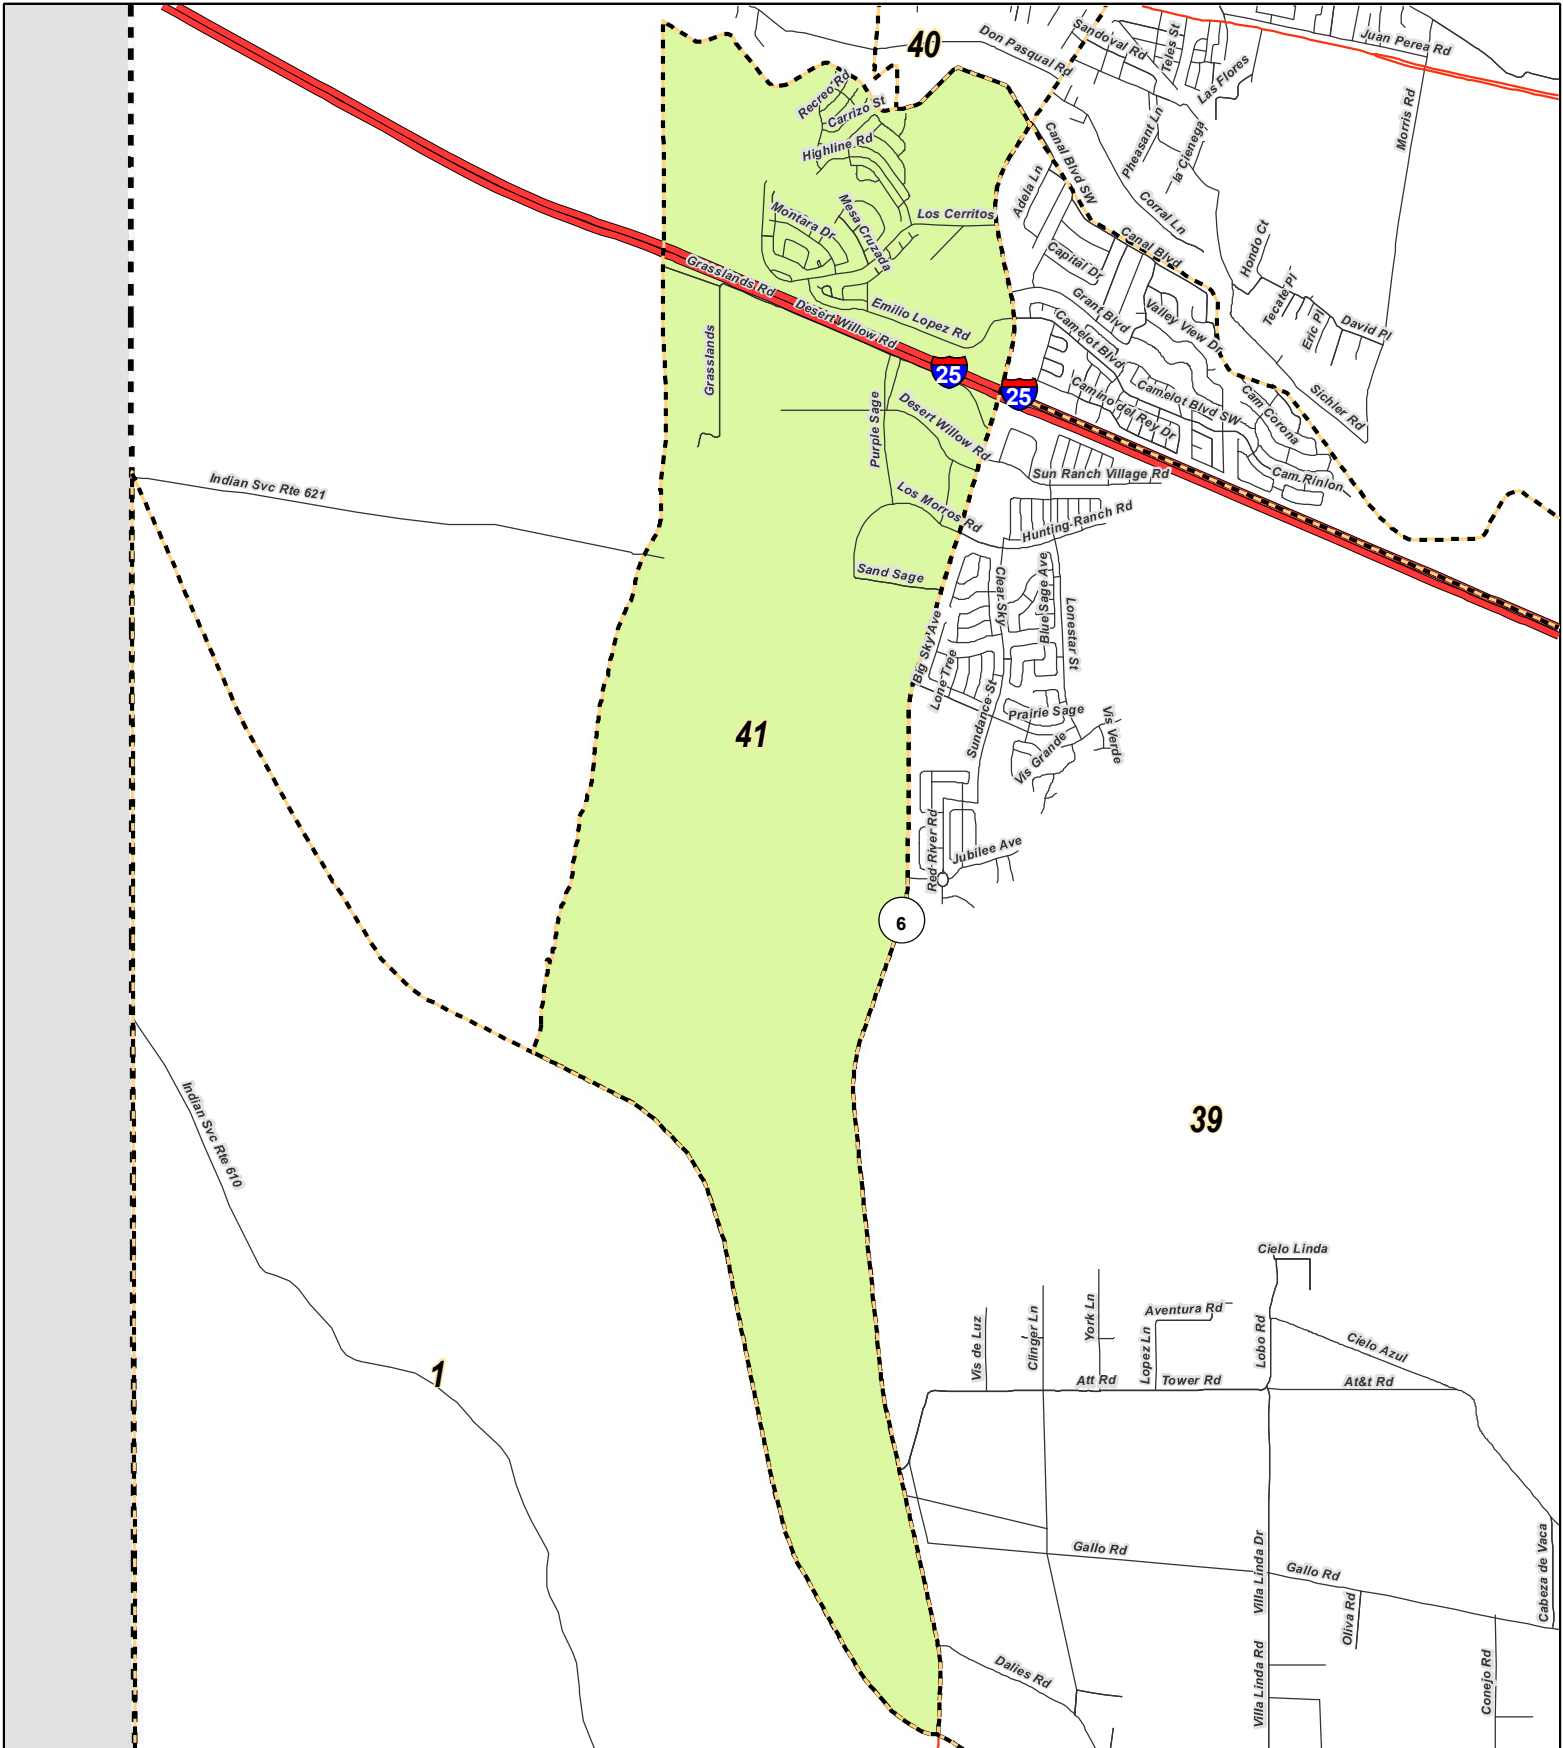 40
Don Pasqual Rd
Sandoval Rd
Teles St
Las Flores
Juan Perea Rd
Morris Rd
Recreo Rd
Carrizo St
Highline Rd
Pheasant Ln
la Cienega
Canal Blvd SW
Adela Ln
Corral Ln
Montara Dr
Mesa Cruzada
Los Cerritos
Capital Dr
Canal Blvd
Hondo Ct
Grasslands Rd
Desert Willow Rd
Emilio Lopez Rd
Grant Blvd
Valley View Dr
Tecate Pl
Eric Pl
David Pl
Grasslands
Camelot Blvd
25
25
Camino del Rey Dr
Camelot Blvd SW
Cam Corona
Sichler Rd
Purple Sage
Desert Willow Rd
Sun Ranch Village Rd
Cam Rinlon
Indian Svc Rte 621
Los Morros Rd
Hunting Ranch Rd
Sand Sage
Clear Sky
Blue Sage Ave
Lonestar St
Big Sky Ave
Lone Tree
Sundance St
Prairie Sage
Vis Verde
Vis Grande
41
Red River Rd
Jubilee Ave
6
Indian Svc Rte 610
39
Cielo Linda
Vis de Luz
Clinger Ln
York Ln
Aventura Rd
Lopez Ln
Lobo Rd
Cielo Azul
1
Att Rd
Tower Rd
At&t Rd
Gallo Rd
Villa Linda Dr
Gallo Rd
Cabeza de Vaca
Oliva Rd
Dalies Rd
Villa Linda Rd
Conejo Rd